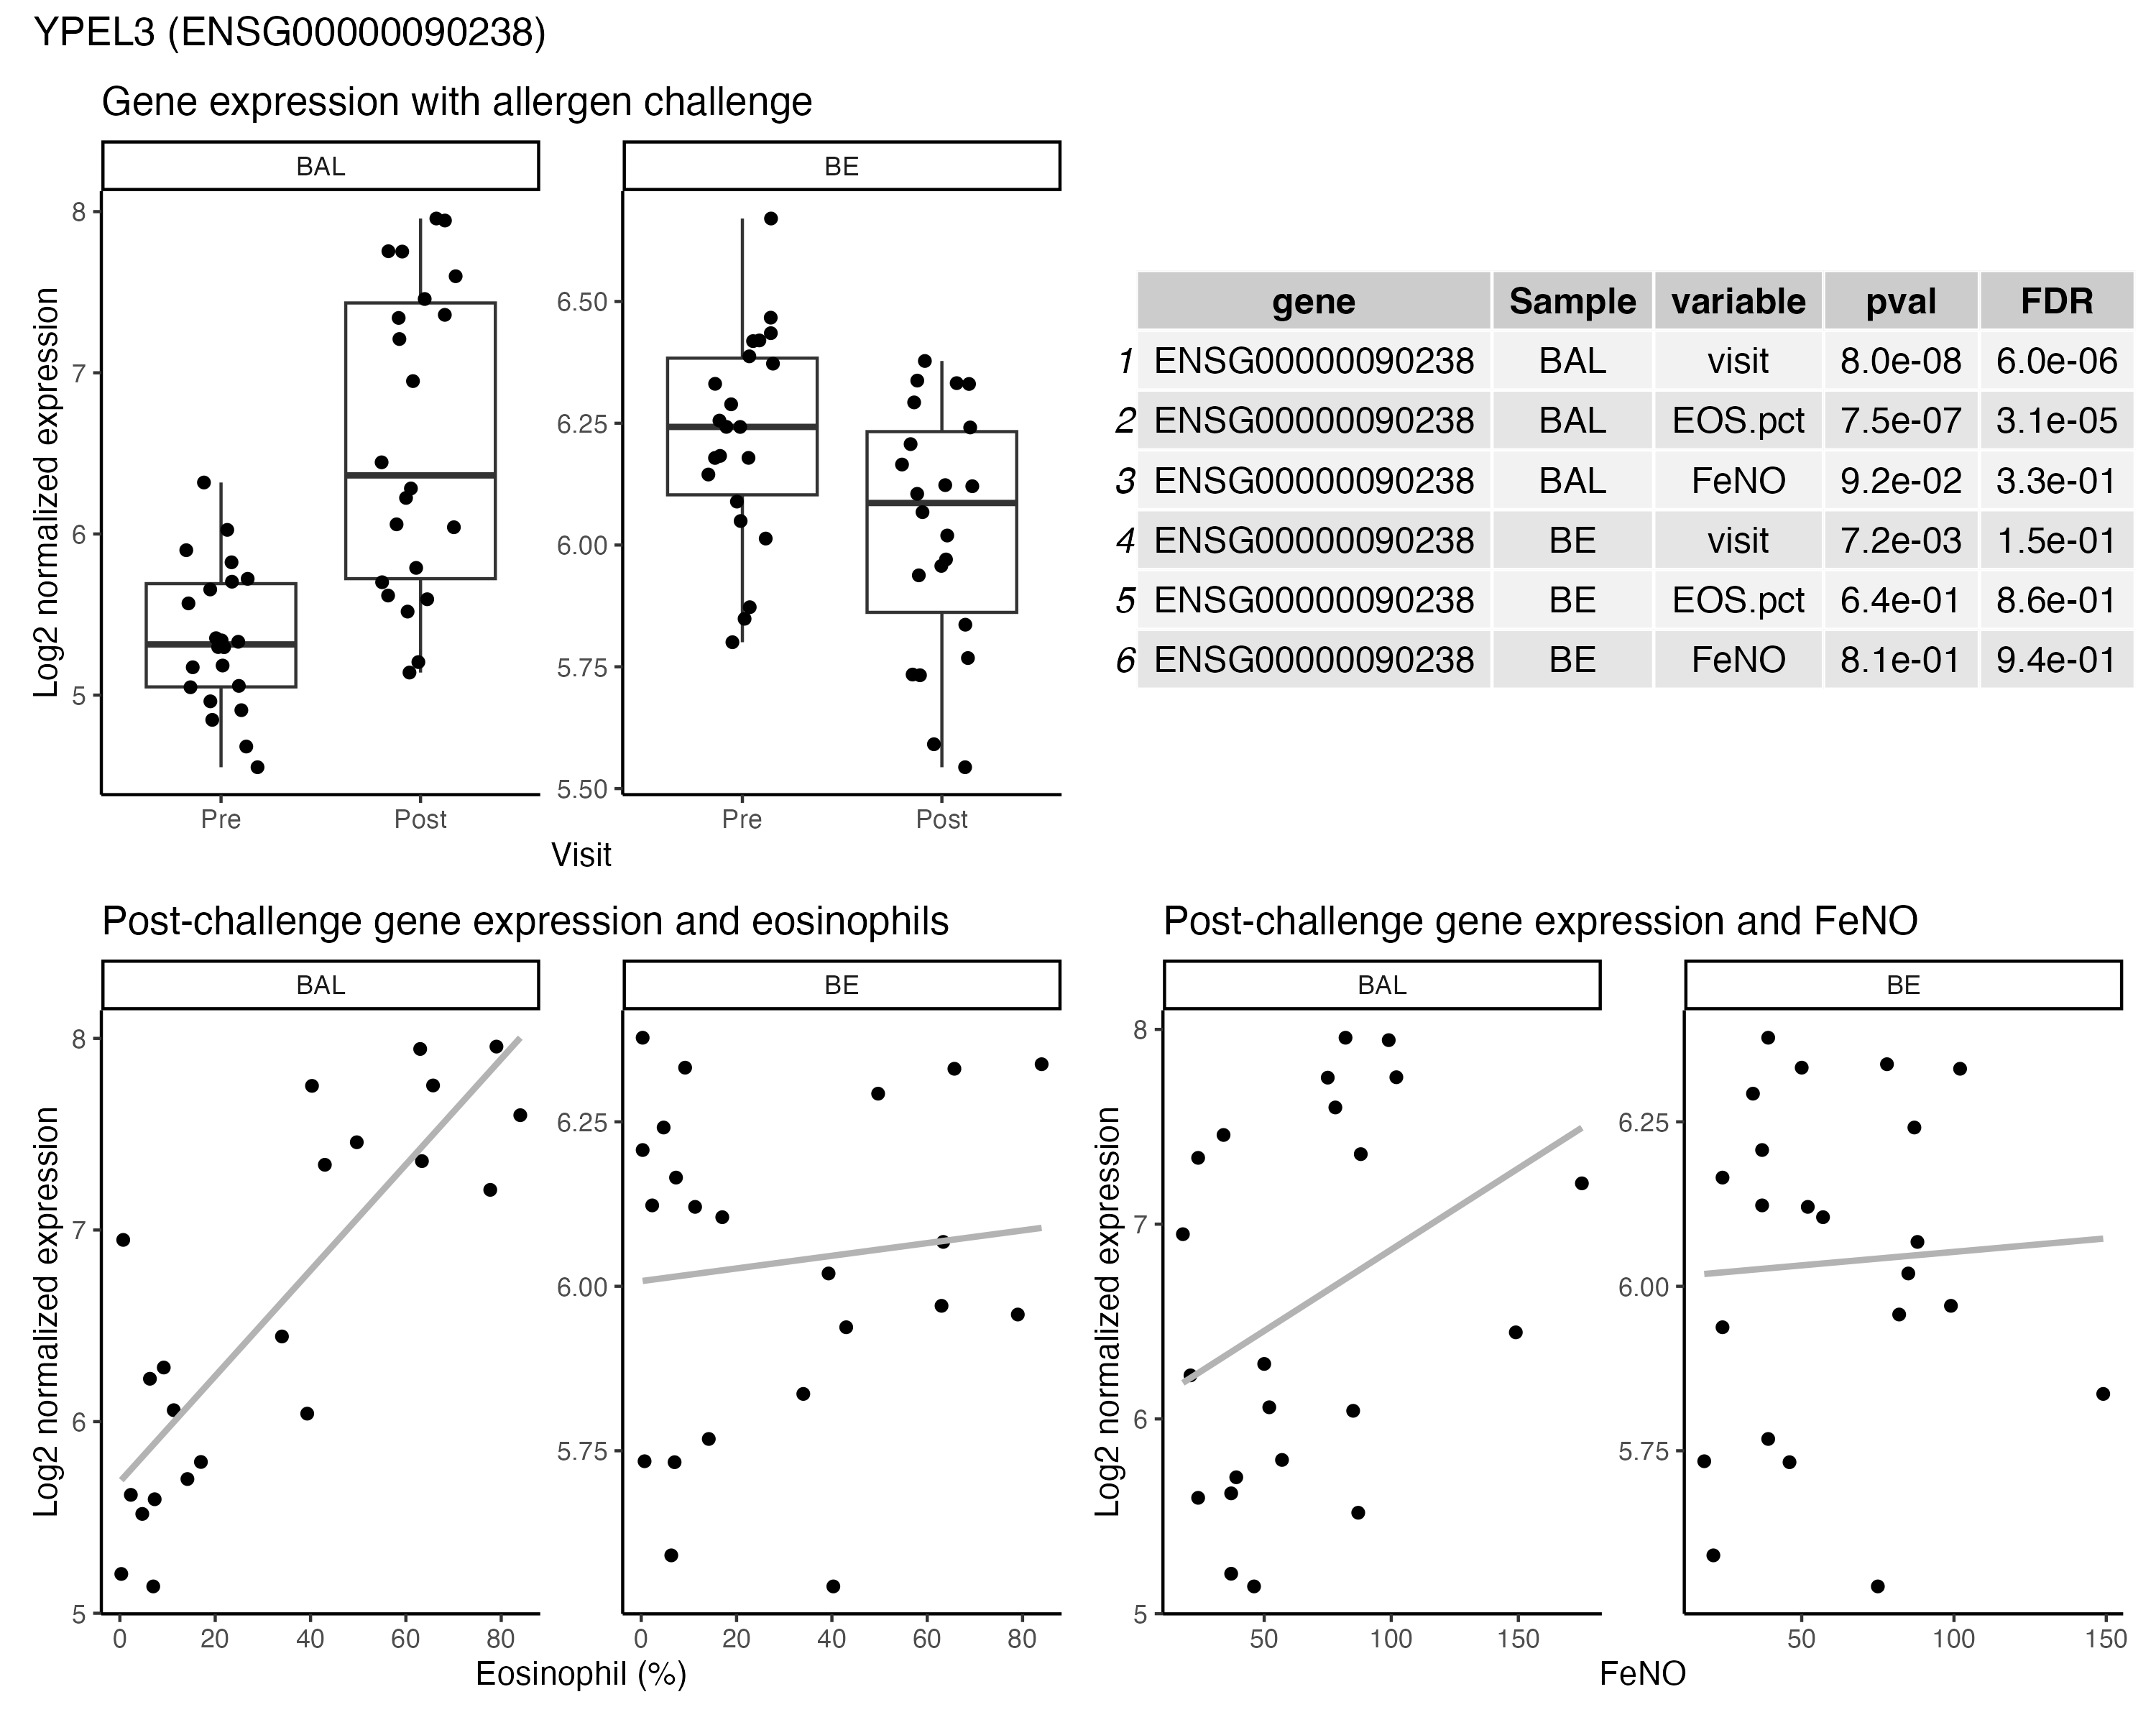 YPEL3 (ENSG00000090238)
Gene expression with allergen challenge
BAL
BE
Log2 normalized expression
8
7
6
5
6.50
6.25
6.00
5.75
5.50
Pre
Post
Pre
Post
Visit
gene Sample variable pval FDR
1 ENSG00000090238 BAL visit 8.0e-08 6.0e-06
2 ENSG00000090238 BAL EOS.pct 7.5e-07 3.1e-05
3 ENSG00000090238 BAL FeNO 9.2e-02 3.3e-01
4 ENSG00000090238 BE visit 7.2e-03 1.5e-01
5 ENSG00000090238 BE EOS.pct 6.4e-01 8.6e-01
6 ENSG00000090238 BE FeNO 8.1e-01 9.4e-01
Post-challenge gene expression and eosinophils
BAL
BE
Log2 normalized expression
8
7
6
5
6.25
6.00
5.75
0 20 40 60 80
0 20 40 60 80
Eosinophil (%)
Post-challenge gene expression and FeNO
BAL
BE
Log2 normalized expression
8
7
6
5
6.25
6.00
5.75
50 100 150
50 100 150
FeNO